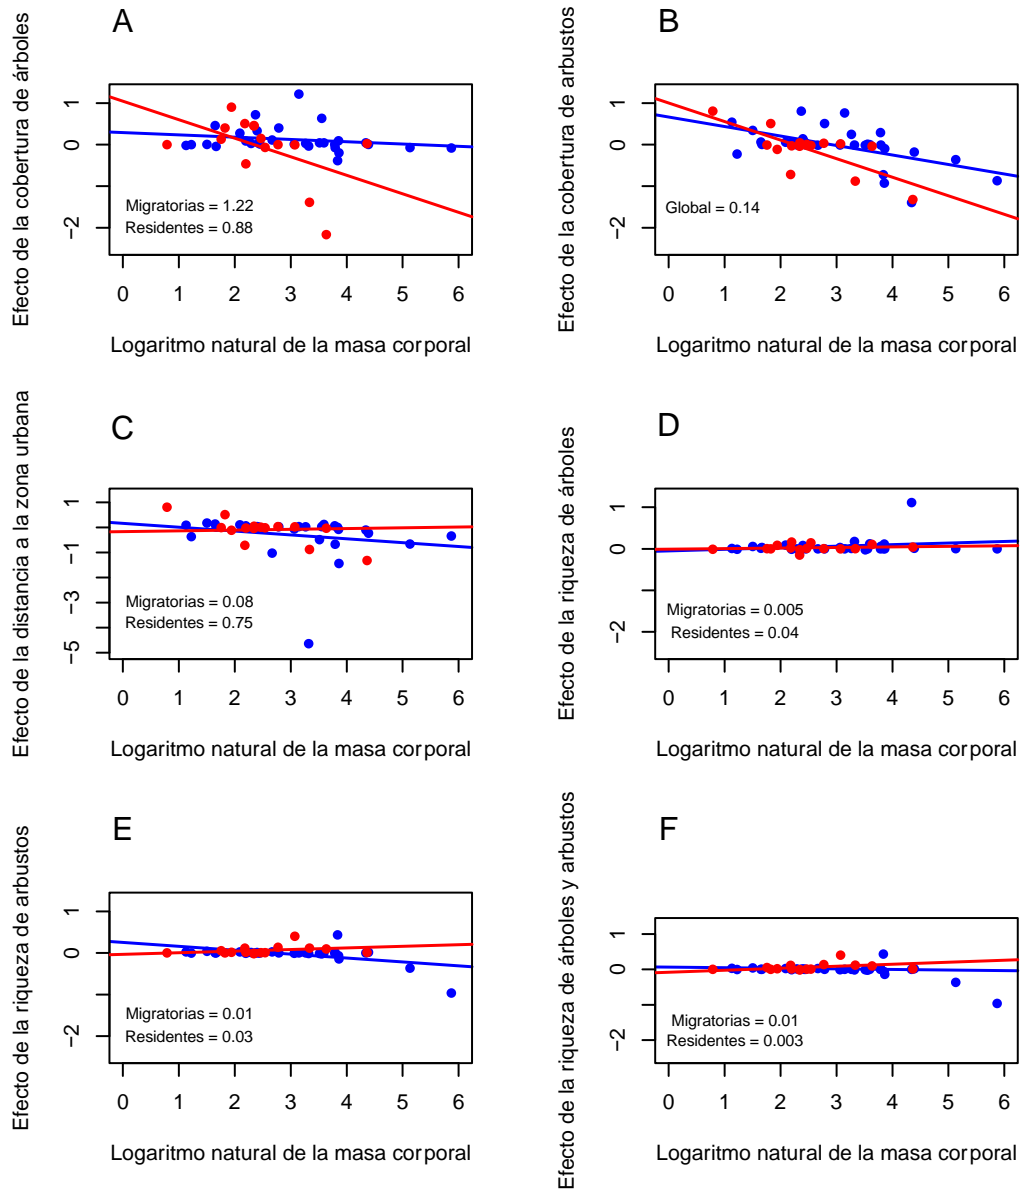 A
Efecto de la cobertura de árboles
1
0
−2
Migratorias = 1.22
Residentes = 0.88
0 1 2 3 4 5 6
Logaritmo natural de la masa corporal
B
Efecto de la cobertura de arbustos
1
0
−2
Global = 0.14
0 1 2 3 4 5 6
Logaritmo natural de la masa corporal
C
Efecto de la distancia a la zona urbana
1
−1
−3
−5
Migratorias = 0.08
Residentes = 0.75
0 1 2 3 4 5 6
Logaritmo natural de la masa corporal
D
Efecto de la riqueza de árboles
1
0
−2
Migratorias = 0.005
Residentes = 0.04
0 1 2 3 4 5 6
Logaritmo natural de la masa corporal
E
Efecto de la riqueza de arbustos
1
0
−2
Migratorias = 0.01
Residentes = 0.03
0 1 2 3 4 5 6
Logaritmo natural de la masa corporal
F
Efecto de la riqueza de árboles y arbustos
1
0
−2
Migratorias = 0.01
Residentes = 0.003
0 1 2 3 4 5 6
Logaritmo natural de la masa corporal